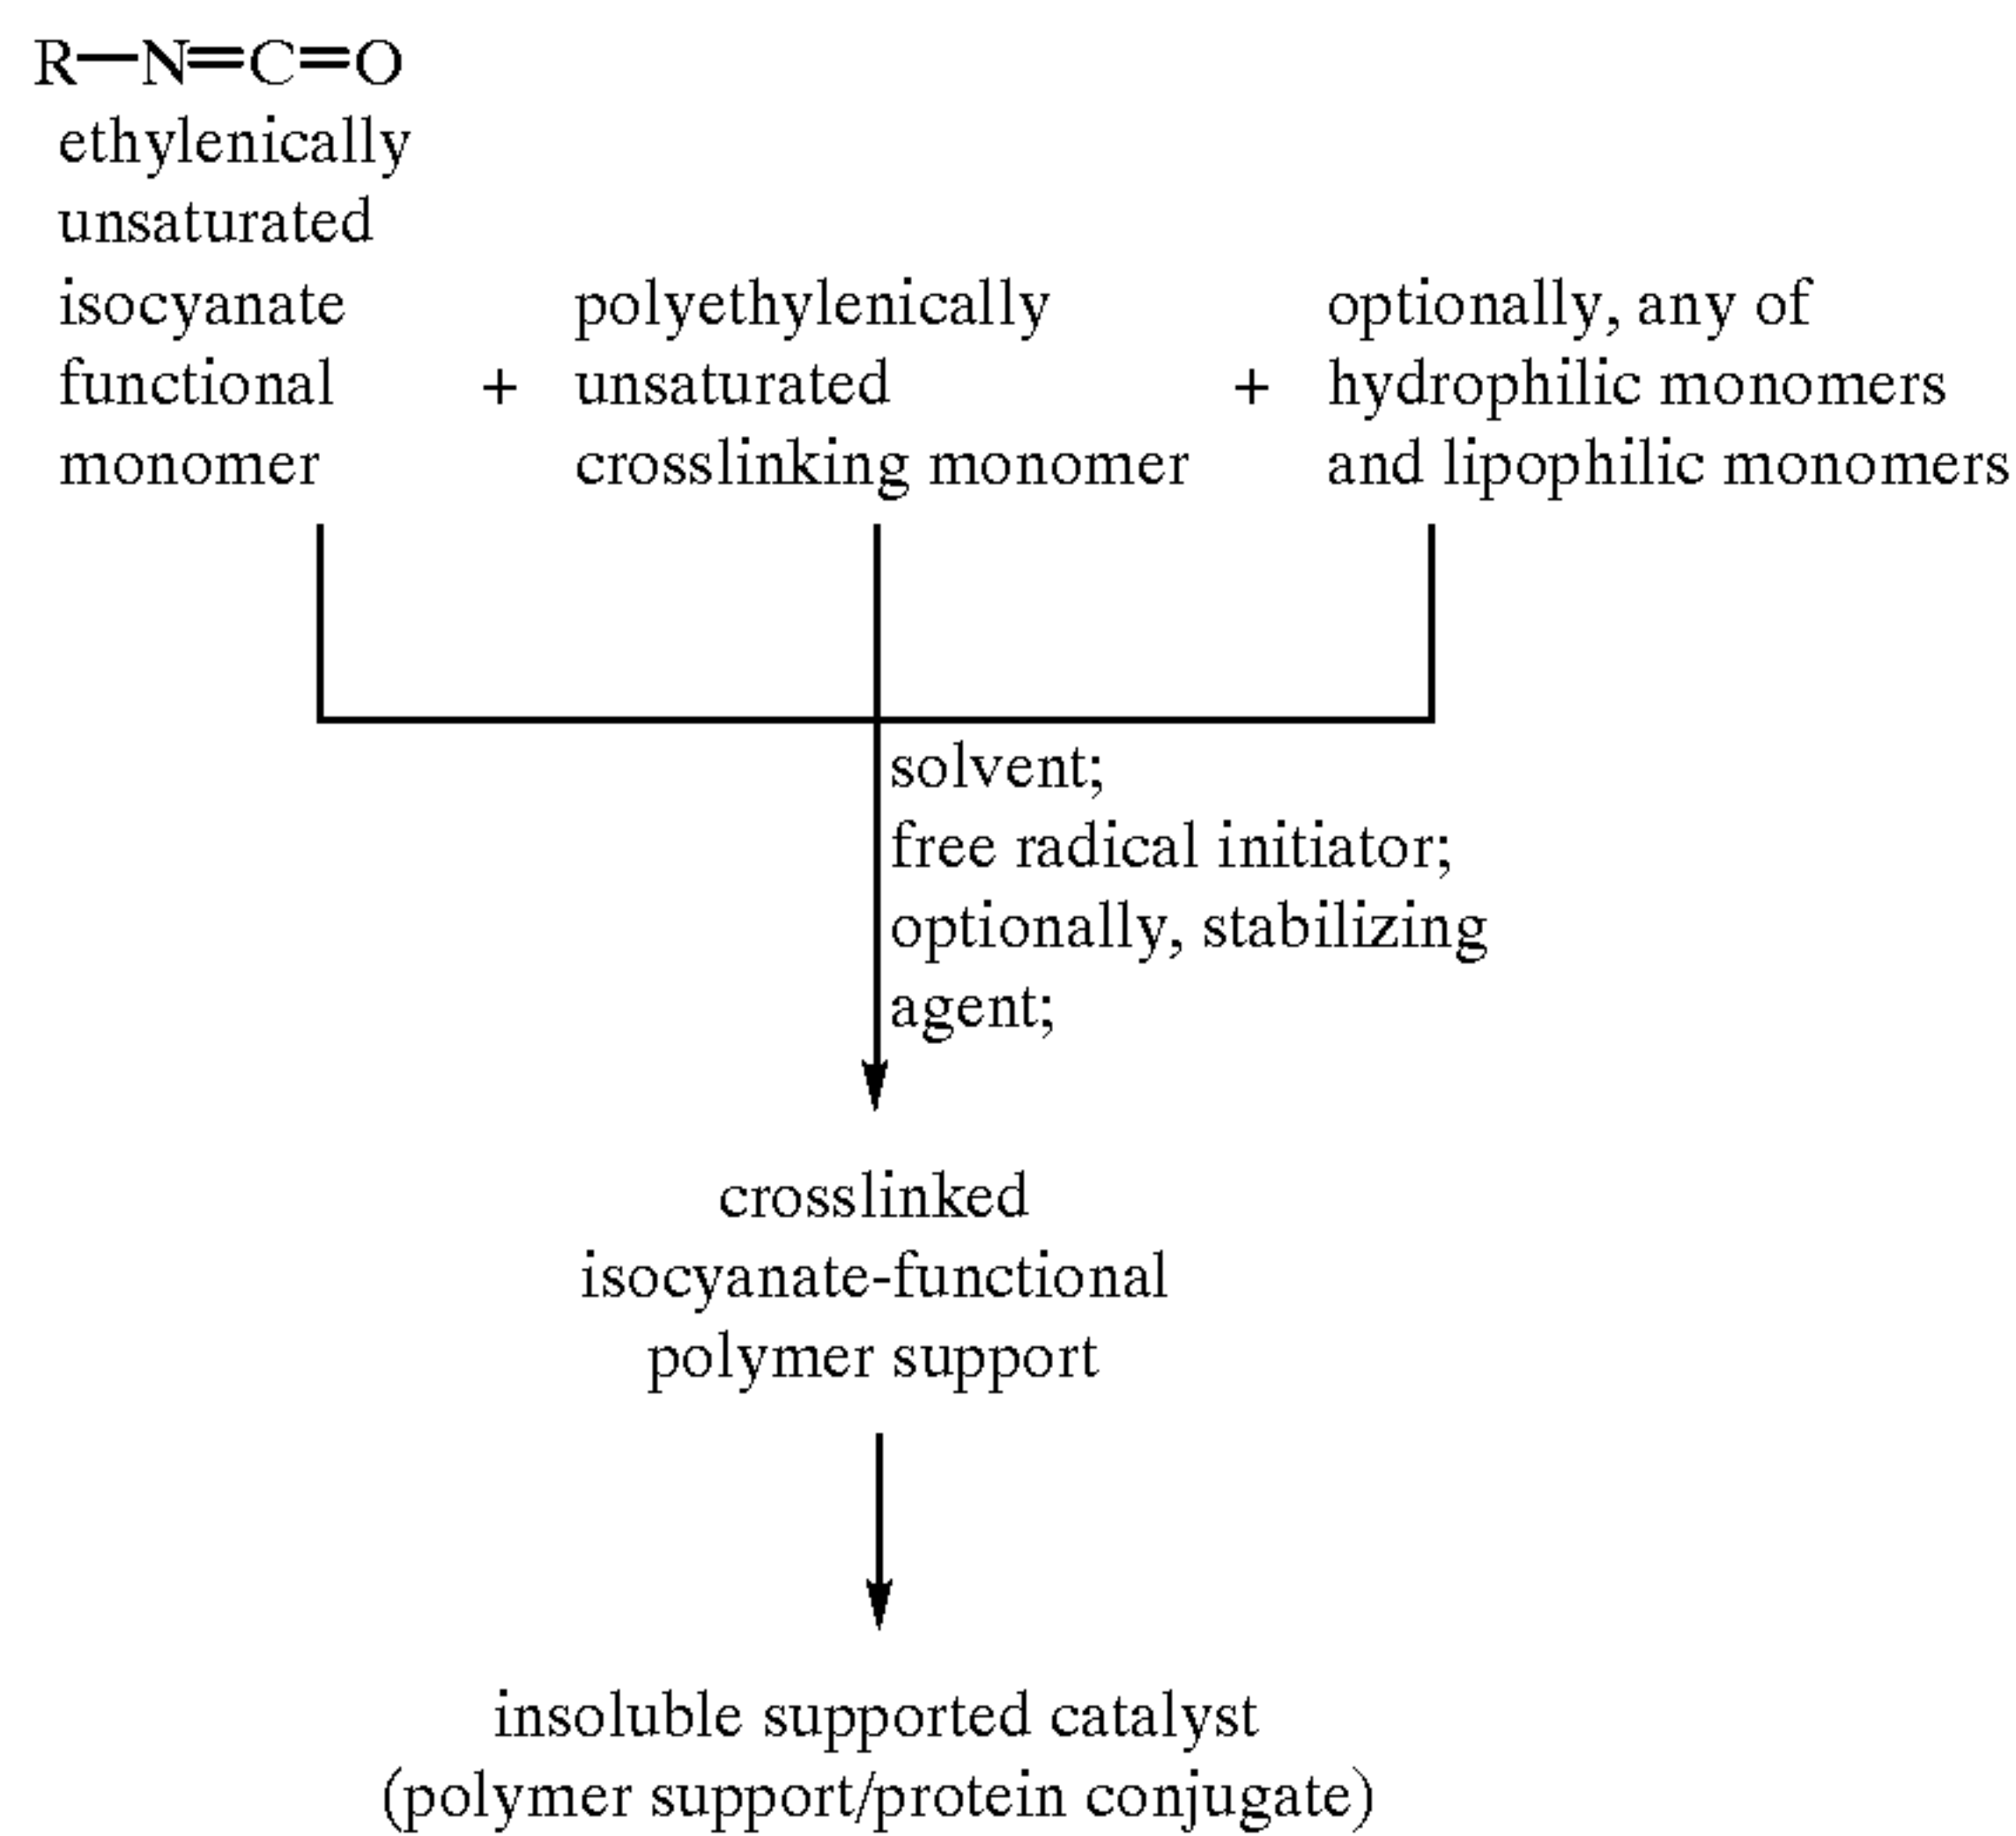 R—N=C=O
ethylenically
unsaturated
isocyanate
functional
monomer
+
polyethylenically
unsaturated
crosslinking monomer
+
optionally, any of
hydrophilic monomers
and lipophilic monomers
solvent;
free radical initiator;
optionally, stabilizing
agent;
crosslinked
isocyanate-functional
polymer support
insoluble supported catalyst
(polymer support/protein conjugate)